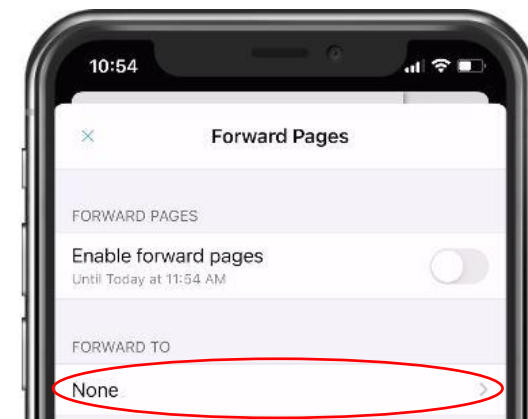 10:54
Forward Pages
FORWARD PAGES
Enable forward pages
Until Today at 11:54 AM
FORWARD TO
None